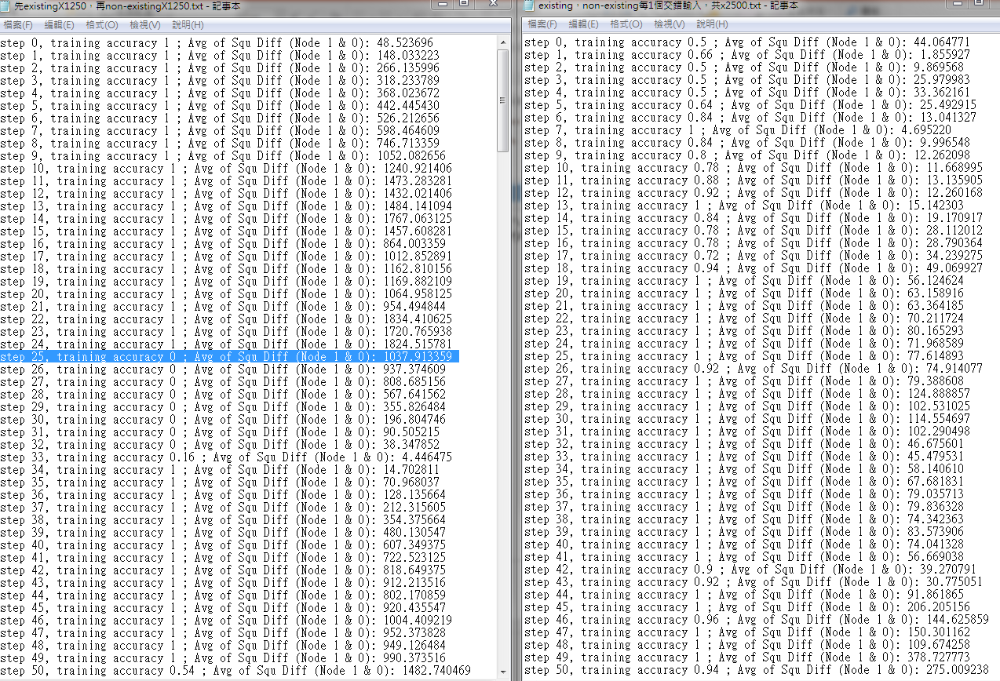 先existingX1250，再non-existingX1250.txt - 記事本
檔案(F) 編輯(E) 格式(O) 檢視(V) 說明(H)
step 0, training accuracy 1 ; Avg of Squ Diff (Node 1 & 0): 48.523696
step 1, training accuracy 1 ; Avg of Squ Diff (Node 1 & 0): 148.033223
step 2, training accuracy 1 ; Avg of Squ Diff (Node 1 & 0): 266.135996
step 3, training accuracy 1 ; Avg of Squ Diff (Node 1 & 0): 318.233789
step 4, training accuracy 1 ; Avg of Squ Diff (Node 1 & 0): 368.023672
step 5, training accuracy 1 ; Avg of Squ Diff (Node 1 & 0): 442.445430
step 6, training accuracy 1 ; Avg of Squ Diff (Node 1 & 0): 526.212656
step 7, training accuracy 1 ; Avg of Squ Diff (Node 1 & 0): 598.464609
step 8, training accuracy 1 ; Avg of Squ Diff (Node 1 & 0): 746.713359
step 9, training accuracy 1 ; Avg of Squ Diff (Node 1 & 0): 1052.082656
step 10, training accuracy 1 ; Avg of Squ Diff (Node 1 & 0): 1240.921406
step 11, training accuracy 1 ; Avg of Squ Diff (Node 1 & 0): 1473.283281
step 12, training accuracy 1 ; Avg of Squ Diff (Node 1 & 0): 1432.021406
step 13, training accuracy 1 ; Avg of Squ Diff (Node 1 & 0): 1484.141094
step 14, training accuracy 1 ; Avg of Squ Diff (Node 1 & 0): 1767.063125
step 15, training accuracy 1 ; Avg of Squ Diff (Node 1 & 0): 1457.608281
step 16, training accuracy 1 ; Avg of Squ Diff (Node 1 & 0): 864.003359
step 17, training accuracy 1 ; Avg of Squ Diff (Node 1 & 0): 1012.852891
step 18, training accuracy 1 ; Avg of Squ Diff (Node 1 & 0): 1162.810156
step 19, training accuracy 1 ; Avg of Squ Diff (Node 1 & 0): 1169.882109
step 20, training accuracy 1 ; Avg of Squ Diff (Node 1 & 0): 1064.958125
step 21, training accuracy 1 ; Avg of Squ Diff (Node 1 & 0): 954.494844
step 22, training accuracy 1 ; Avg of Squ Diff (Node 1 & 0): 1834.410625
step 23, training accuracy 1 ; Avg of Squ Diff (Node 1 & 0): 1720.765938
step 24, training accuracy 1 ; Avg of Squ Diff (Node 1 & 0): 1824.515781
step 25, training accuracy 0 ; Avg of Squ Diff (Node 1 & 0): 1037.913359
step 26, training accuracy 0 ; Avg of Squ Diff (Node 1 & 0): 937.374609
step 27, training accuracy 0 ; Avg of Squ Diff (Node 1 & 0): 808.685156
step 28, training accuracy 0 ; Avg of Squ Diff (Node 1 & 0): 567.641562
step 29, training accuracy 0 ; Avg of Squ Diff (Node 1 & 0): 355.826484
step 30, training accuracy 0 ; Avg of Squ Diff (Node 1 & 0): 196.804746
step 31, training accuracy 0 ; Avg of Squ Diff (Node 1 & 0): 90.505215
step 32, training accuracy 0 ; Avg of Squ Diff (Node 1 & 0): 38.347852
step 33, training accuracy 0.16 ; Avg of Squ Diff (Node 1 & 0): 4.446475
step 34, training accuracy 1 ; Avg of Squ Diff (Node 1 & 0): 14.702811
step 35, training accuracy 1 ; Avg of Squ Diff (Node 1 & 0): 70.968037
step 36, training accuracy 1 ; Avg of Squ Diff (Node 1 & 0): 128.135664
step 37, training accuracy 1 ; Avg of Squ Diff (Node 1 & 0): 212.315605
step 38, training accuracy 1 ; Avg of Squ Diff (Node 1 & 0): 354.375664
step 39, training accuracy 1 ; Avg of Squ Diff (Node 1 & 0): 480.130547
step 40, training accuracy 1 ; Avg of Squ Diff (Node 1 & 0): 607.349375
step 41, training accuracy 1 ; Avg of Squ Diff (Node 1 & 0): 722.523125
step 42, training accuracy 1 ; Avg of Squ Diff (Node 1 & 0): 818.649375
step 43, training accuracy 1 ; Avg of Squ Diff (Node 1 & 0): 912.213516
step 44, training accuracy 1 ; Avg of Squ Diff (Node 1 & 0): 802.170859
step 45, training accuracy 1 ; Avg of Squ Diff (Node 1 & 0): 920.435547
step 46, training accuracy 1 ; Avg of Squ Diff (Node 1 & 0): 1004.409219
step 47, training accuracy 1 ; Avg of Squ Diff (Node 1 & 0): 952.373828
step 48, training accuracy 1 ; Avg of Squ Diff (Node 1 & 0): 949.126484
step 49, training accuracy 1 ; Avg of Squ Diff (Node 1 & 0): 990.373516
step 50, training accuracy 0.54 ; Avg of Squ Diff (Node 1 & 0): 1482.740469
existing，non-existing每1個交錯輸入，共x2500.txt - 記事本
檔案(F) 編輯(E) 格式(O) 檢視(V) 說明(H)
step 0, training accuracy 0.5 ; Avg of Squ Diff (Node 1 & 0): 44.064771
step 1, training accuracy 0.66 ; Avg of Squ Diff (Node 1 & 0): 1.855927
step 2, training accuracy 0.5 ; Avg of Squ Diff (Node 1 & 0): 9.869568
step 3, training accuracy 0.5 ; Avg of Squ Diff (Node 1 & 0): 25.979983
step 4, training accuracy 0.5 ; Avg of Squ Diff (Node 1 & 0): 33.362161
step 5, training accuracy 0.64 ; Avg of Squ Diff (Node 1 & 0): 25.492915
step 6, training accuracy 0.84 ; Avg of Squ Diff (Node 1 & 0): 13.041327
step 7, training accuracy 1 ; Avg of Squ Diff (Node 1 & 0): 4.695220
step 8, training accuracy 0.84 ; Avg of Squ Diff (Node 1 & 0): 9.996548
step 9, training accuracy 0.8 ; Avg of Squ Diff (Node 1 & 0): 12.262098
step 10, training accuracy 0.78 ; Avg of Squ Diff (Node 1 & 0): 11.668995
step 11, training accuracy 0.88 ; Avg of Squ Diff (Node 1 & 0): 13.135905
step 12, training accuracy 0.92 ; Avg of Squ Diff (Node 1 & 0): 12.260168
step 13, training accuracy 1 ; Avg of Squ Diff (Node 1 & 0): 15.142303
step 14, training accuracy 0.84 ; Avg of Squ Diff (Node 1 & 0): 19.170917
step 15, training accuracy 0.78 ; Avg of Squ Diff (Node 1 & 0): 28.112012
step 16, training accuracy 0.78 ; Avg of Squ Diff (Node 1 & 0): 28.790364
step 17, training accuracy 0.72 ; Avg of Squ Diff (Node 1 & 0): 34.239275
step 18, training accuracy 0.94 ; Avg of Squ Diff (Node 1 & 0): 49.069927
step 19, training accuracy 1 ; Avg of Squ Diff (Node 1 & 0): 56.124624
step 20, training accuracy 1 ; Avg of Squ Diff (Node 1 & 0): 63.158916
step 21, training accuracy 1 ; Avg of Squ Diff (Node 1 & 0): 63.364185
step 22, training accuracy 1 ; Avg of Squ Diff (Node 1 & 0): 70.211724
step 23, training accuracy 1 ; Avg of Squ Diff (Node 1 & 0): 80.165293
step 24, training accuracy 1 ; Avg of Squ Diff (Node 1 & 0): 71.968589
step 25, training accuracy 1 ; Avg of Squ Diff (Node 1 & 0): 77.614893
step 26, training accuracy 0.92 ; Avg of Squ Diff (Node 1 & 0): 74.914077
step 27, training accuracy 1 ; Avg of Squ Diff (Node 1 & 0): 79.388608
step 28, training accuracy 1 ; Avg of Squ Diff (Node 1 & 0): 124.888857
step 29, training accuracy 1 ; Avg of Squ Diff (Node 1 & 0): 102.531025
step 30, training accuracy 1 ; Avg of Squ Diff (Node 1 & 0): 114.554697
step 31, training accuracy 1 ; Avg of Squ Diff (Node 1 & 0): 102.290498
step 32, training accuracy 1 ; Avg of Squ Diff (Node 1 & 0): 46.675601
step 33, training accuracy 1 ; Avg of Squ Diff (Node 1 & 0): 45.479531
step 34, training accuracy 1 ; Avg of Squ Diff (Node 1 & 0): 58.140610
step 35, training accuracy 1 ; Avg of Squ Diff (Node 1 & 0): 67.681831
step 36, training accuracy 1 ; Avg of Squ Diff (Node 1 & 0): 79.035713
step 37, training accuracy 1 ; Avg of Squ Diff (Node 1 & 0): 79.836328
step 38, training accuracy 1 ; Avg of Squ Diff (Node 1 & 0): 74.342363
step 39, training accuracy 1 ; Avg of Squ Diff (Node 1 & 0): 83.573906
step 40, training accuracy 1 ; Avg of Squ Diff (Node 1 & 0): 74.041328
step 41, training accuracy 1 ; Avg of Squ Diff (Node 1 & 0): 56.669038
step 42, training accuracy 0.9 ; Avg of Squ Diff (Node 1 & 0): 39.270791
step 43, training accuracy 0.92 ; Avg of Squ Diff (Node 1 & 0): 30.775051
step 44, training accuracy 1 ; Avg of Squ Diff (Node 1 & 0): 91.861865
step 45, training accuracy 1 ; Avg of Squ Diff (Node 1 & 0): 206.205156
step 46, training accuracy 0.96 ; Avg of Squ Diff (Node 1 & 0): 144.625859
step 47, training accuracy 1 ; Avg of Squ Diff (Node 1 & 0): 150.301162
step 48, training accuracy 1 ; Avg of Squ Diff (Node 1 & 0): 109.674258
step 49, training accuracy 1 ; Avg of Squ Diff (Node 1 & 0): 378.727773
step 50, training accuracy 0.94 ; Avg of Squ Diff (Node 1 & 0): 275.009238